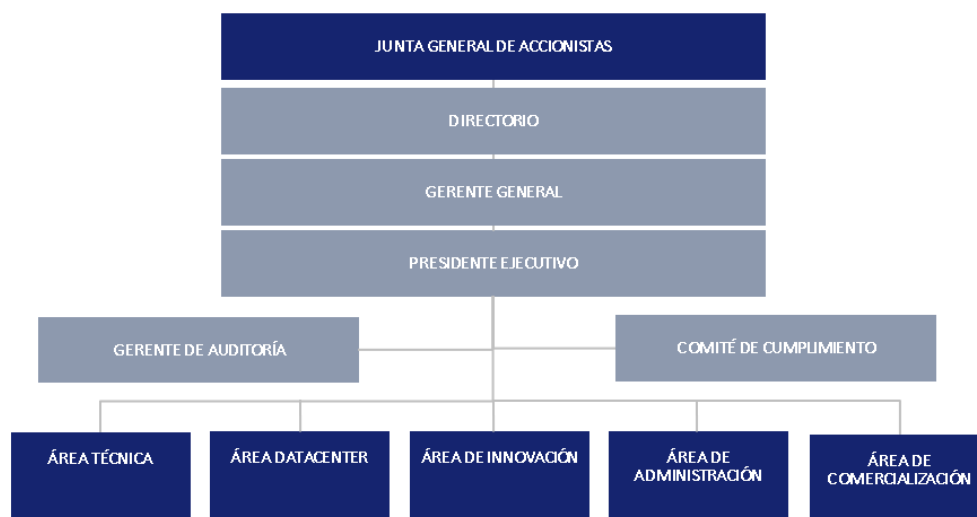 JUNTA GENERAL DE ACCIONISTAS
DIRECTORIO
GERENTE GENERAL
PRESIDENTE EJECUTIVO
GERENTE DE AUDITORÍA
COMITÉ DE CUMPLIMIENTO
ÁREA TÉCNICA
ÁREA DATACENTER
ÁREA DE INNOVACIÓN
ÁREA DE
ADMINISTRACIÓN
ÁREA DE
COMERCIALIZACIÓN